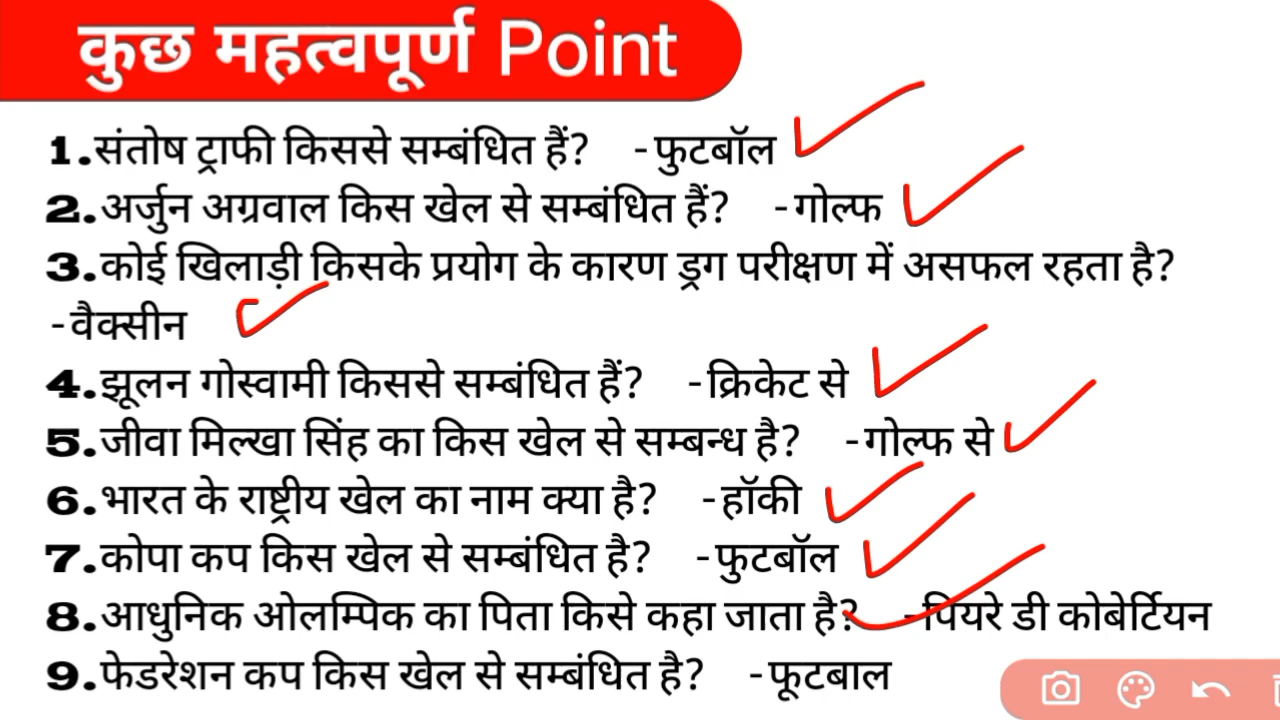 कुछ महत्वपूर्ण Point
1.संतोष ट्राफी किससे सम्बंधित हैं? -फुटबॉल
2.अर्जुन अग्रवाल किस खेल से सम्बंधित हैं? -गोल्फ
3.कोई खिलाड़ी किसके प्रयोग के कारण ड्रग परीक्षण में असफल रहता है?
-वैक्सीन
4.झूलन गोस्वामी किससे सम्बंधित हैं? -क्रिकेट से
5.जीवा मिल्खा सिंह का किस खेल से सम्बन्ध है? -गोल्फ से
6.भारत के राष्ट्रीय खेल का नाम क्या है? -हॉकी
7.कोपा कप किस खेल से सम्बंधित है? -फुटबॉल
8.आधुनिक ओलम्पिक का पिता किसे कहा जाता है? -पियरे डी कोबेर्टियन
9.फेडरेशन कप किस खेल से सम्बंधित है? -फूटबाल